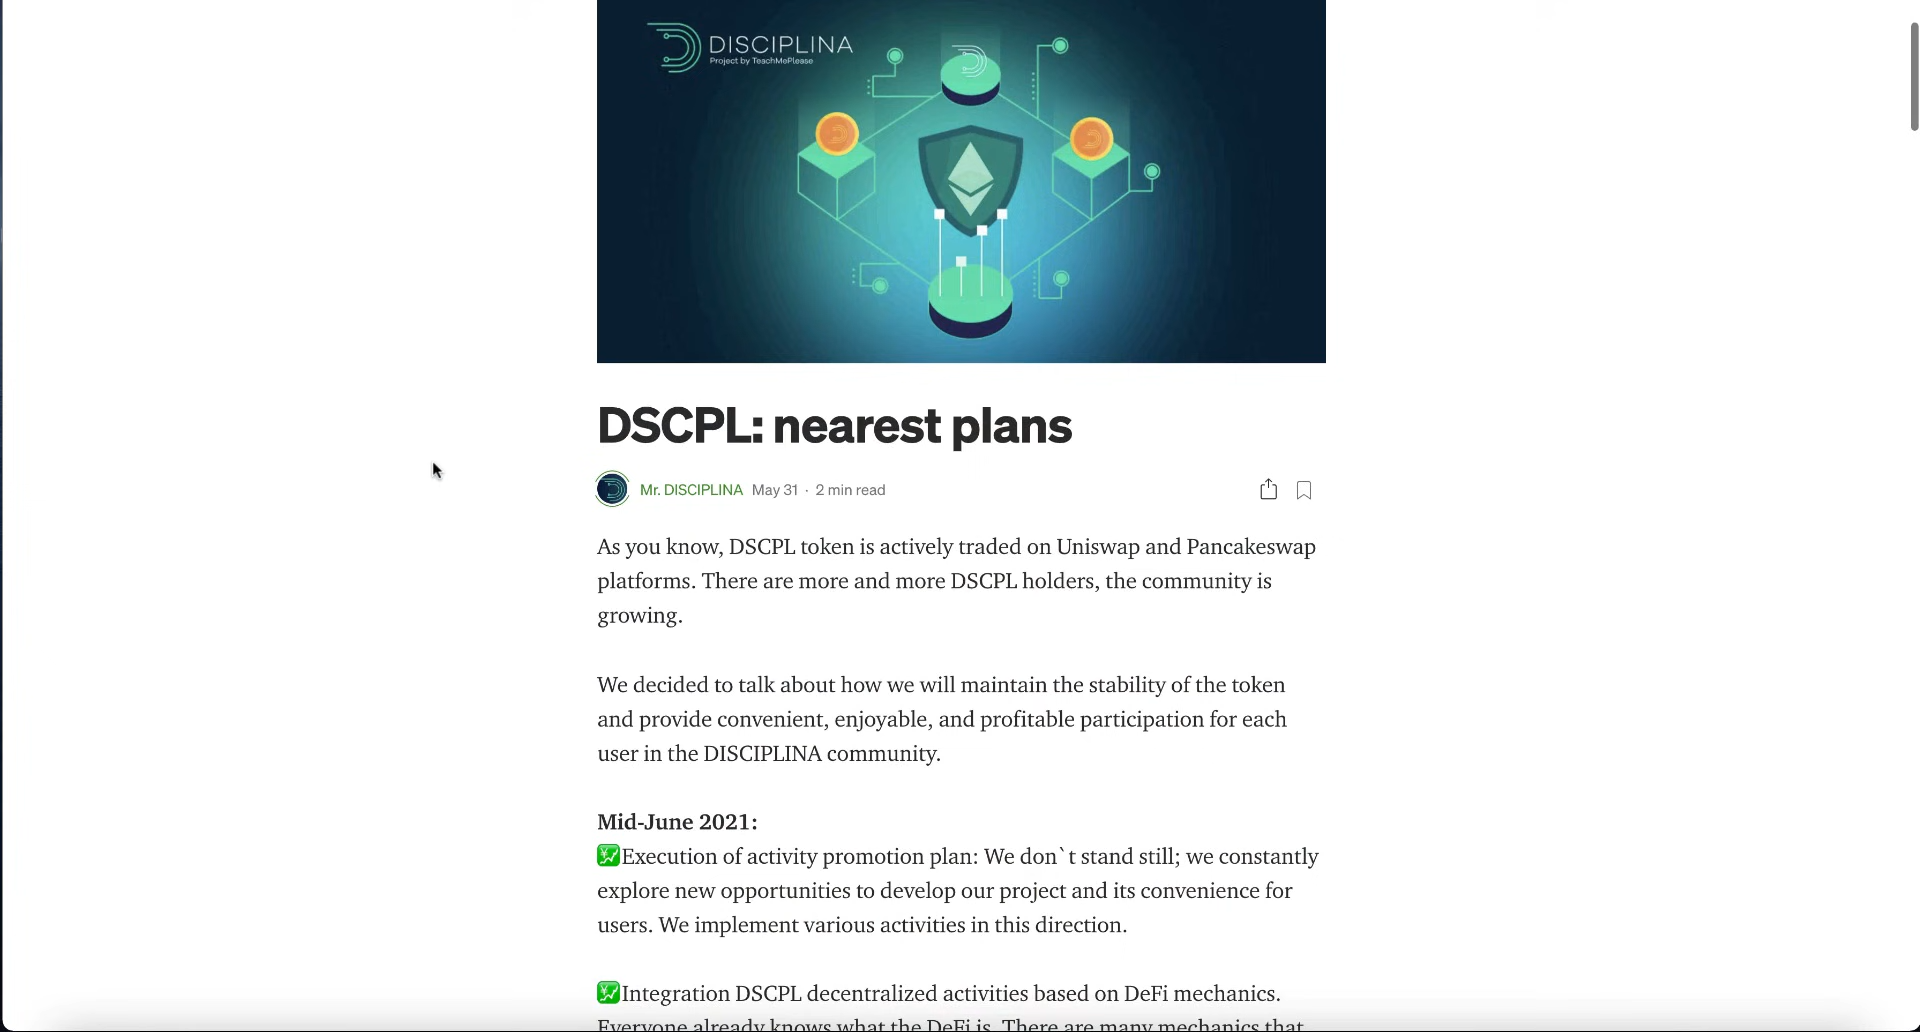 DISCIPLINA
Project by TeachMePlease
DSCPL: nearest plans
Mr. DISCIPLINA May 31 · 2 min read
As you know, DSCPL token is actively traded on Uniswap and Pancakeswap
platforms. There are more and more DSCPL holders, the community is
growing.
We decided to talk about how we will maintain the stability of the token
and provide convenient, enjoyable, and profitable participation for each
user in the DISCIPLINA community.
Mid-June 2021:
💹Execution of activity promotion plan: We don`t stand still; we constantly
explore new opportunities to develop our project and its convenience for
users. We implement various activities in this direction.
💹Integration DSCPL decentralized activities based on DeFi mechanics.
Everyone already knows what the DeFi is. There are many mechanics that